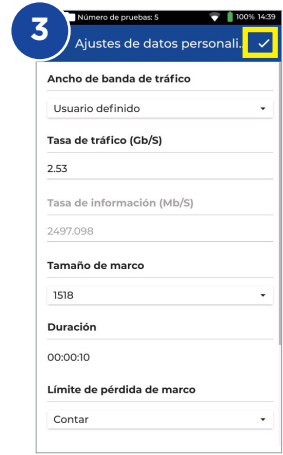 3
Número de pruebas: 5 100% 14:39
Ajustes de datos personali..
Ancho de banda de tráfico
Usuario definido
Tasa de tráfico (Gb/S)
2.53
Tasa de información (Mb/S)
2497.098
Tamaño de marco
1518
Duración
00:00:10
Límite de pérdida de marco
Contar